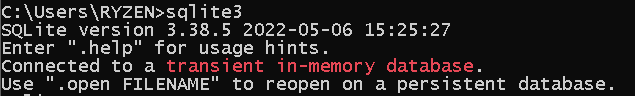 C:\Users\RYZEN>sqlite3
SQLite version 3.38.5 2022-05-06 15:25:27
Enter ".help" for usage hints.
Connected to a transient in-memory database.
Use ".open FILENAME" to reopen on a persistent database.